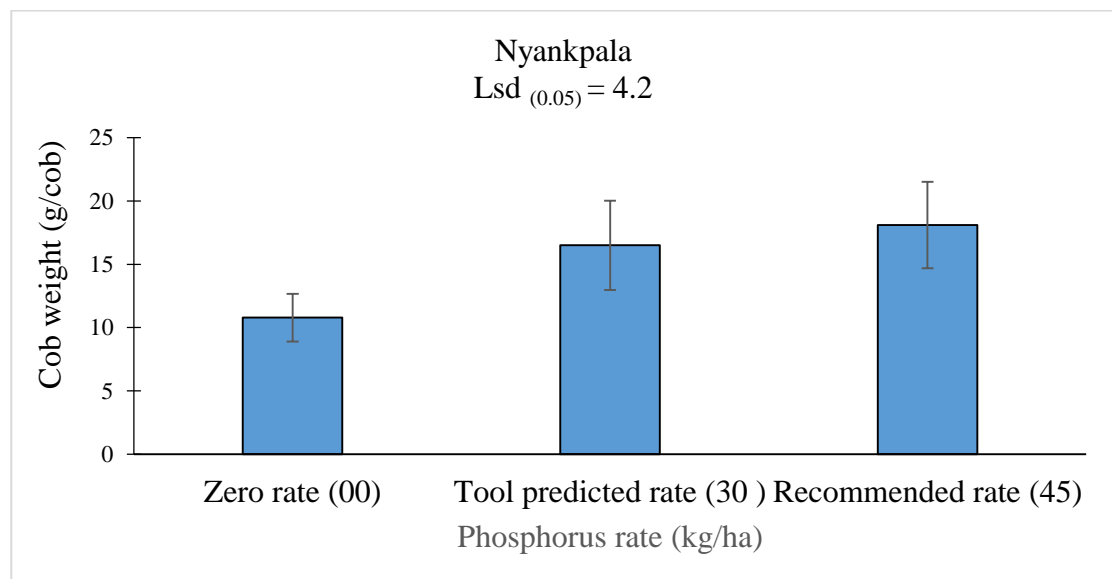 Nyankpala
Lsd (0.05) = 4.2
Cob weight (g/cob)
25
20
15
10
5
0
Zero rate (00) Tool predicted rate (30 ) Recommended rate (45)
Phosphorus rate (kg/ha)